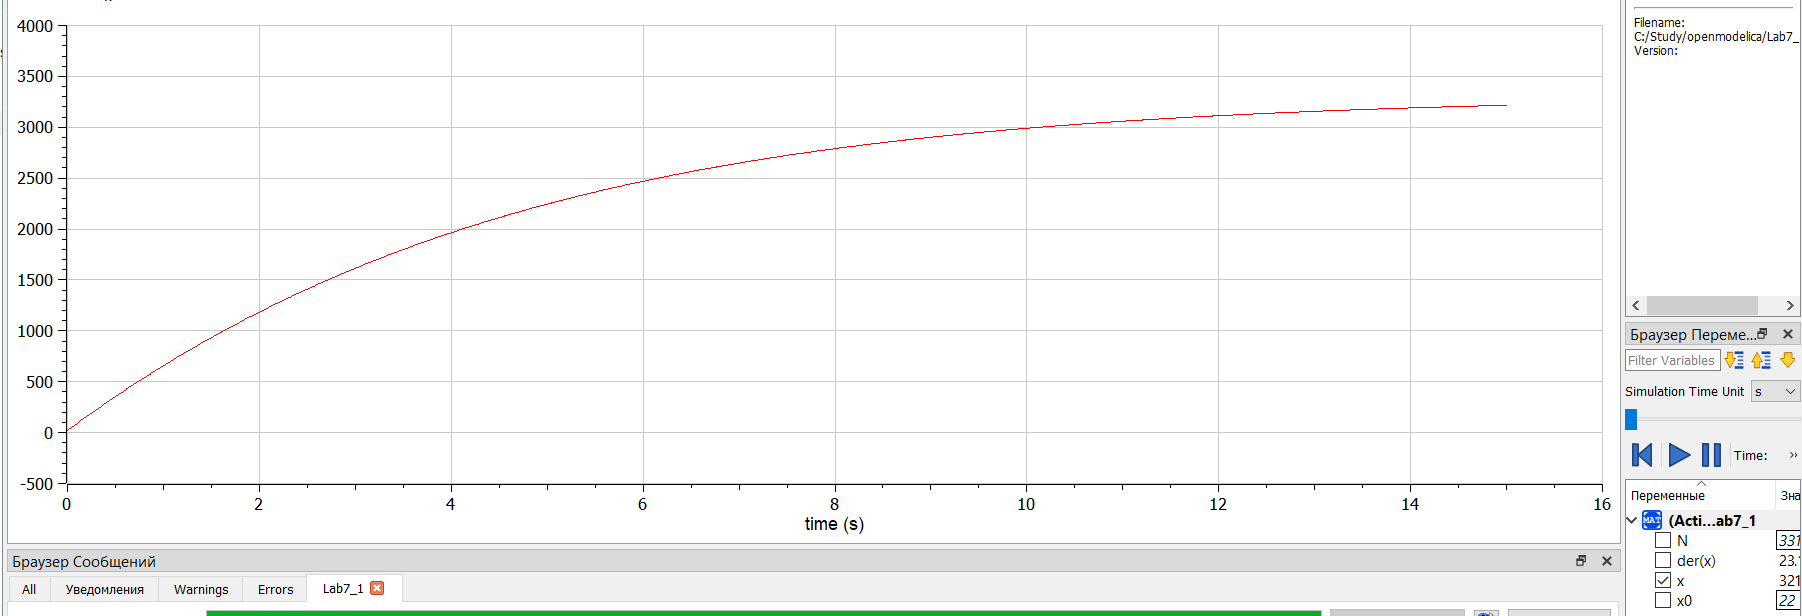 4000
3500
3000
2500
2000
1500
1000
500
0
-500
0 2 4 6 8 10 12 14 16
time (s)
Filename:
C:/Study/openmodelica/Lab7_
Version:
Браузер Переме...
Filter Variables
Simulation Time Unit s
Time: »
Переменные Зна
MAT (Acti...ab7_1
N 331
der(x) 23.
x 321
x0 22
Браузер Сообщений
All Уведомления Warnings Errors Lab7_1